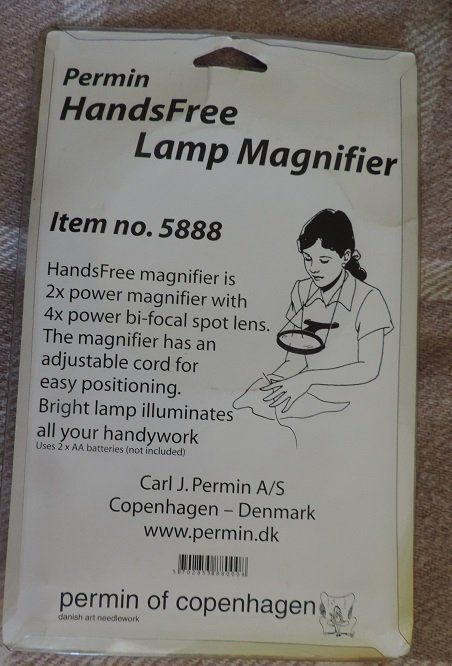 Permin
HandsFree
Lamp Magnifier
Item no. 5888
HandsFree magnifier is
2x power magnifier with
4x power bi-focal spot lens.
The magnifier has an
adjustable cord for
easy positioning.
Bright lamp illuminates
all your handywork
Uses 2 x AA batteries (not included)
Carl J. Permin A/S
Copenhagen – Denmark
www.permin.dk
permin of copenhagen
danish art needlework